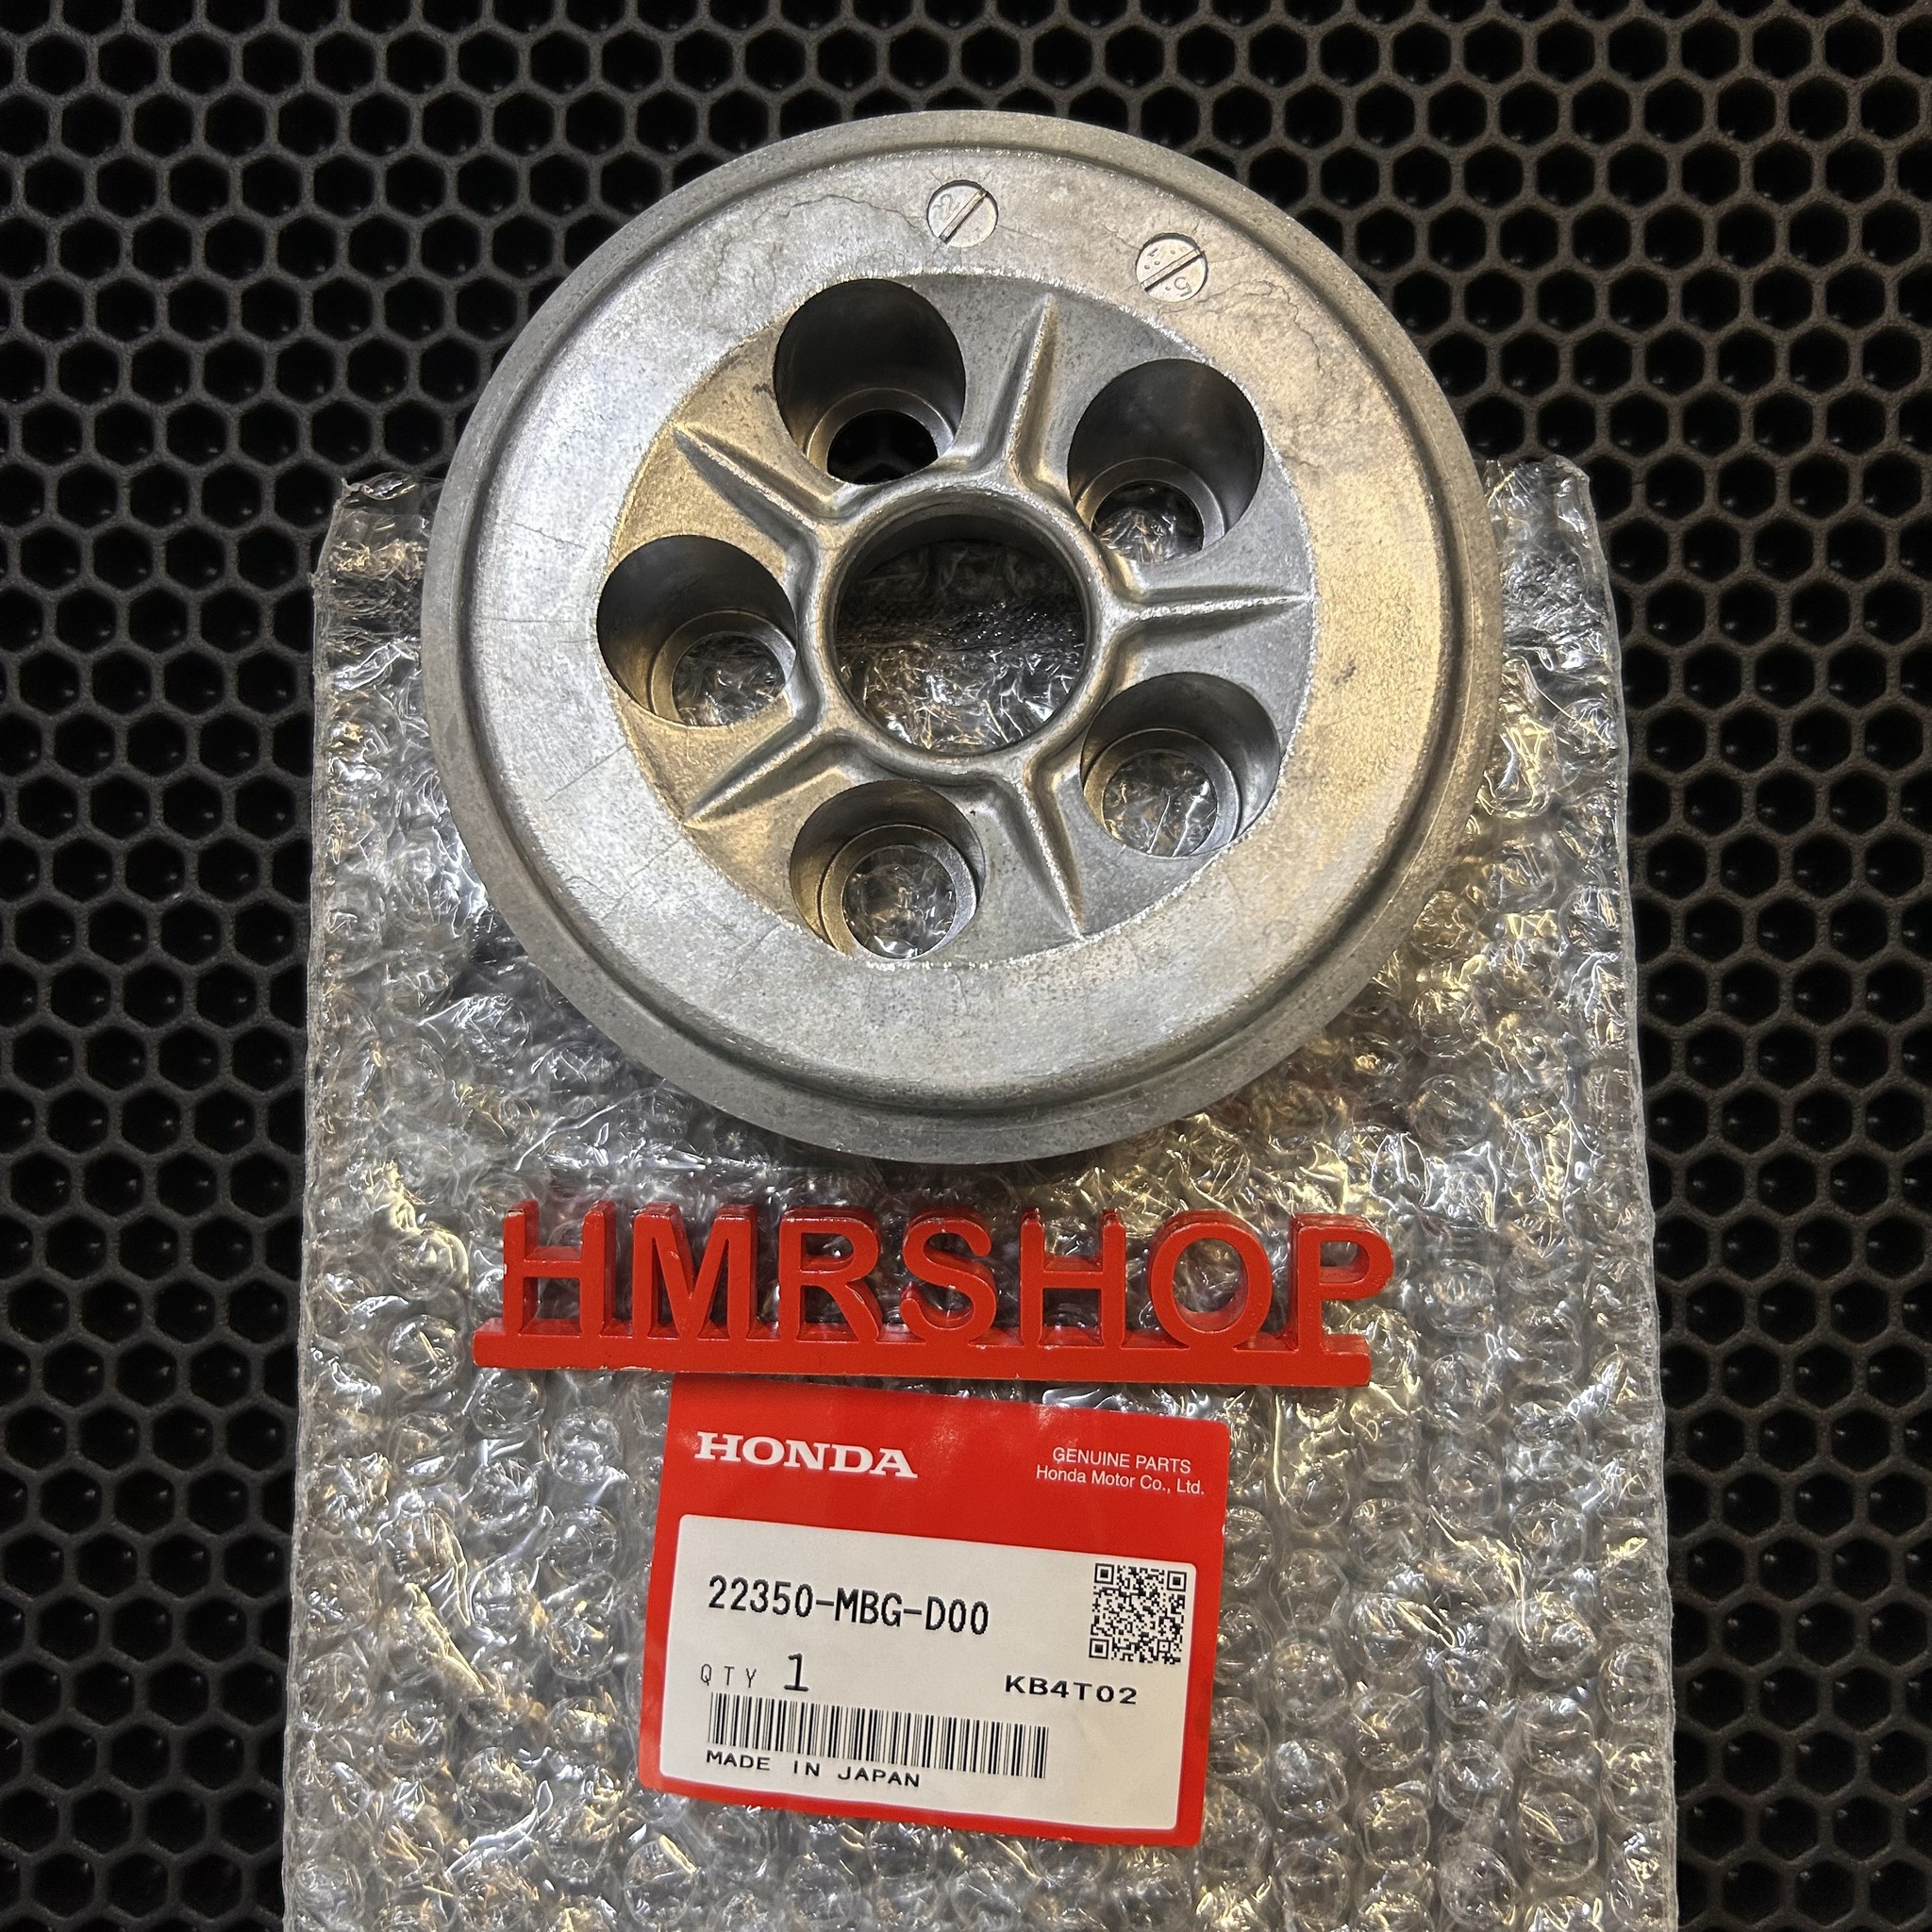 HMRSHOP
HONDA
GENUINE PARTS
Honda Motor Co., Ltd.
22350-MBG-D00
QTY 1
KB4T02
MADE IN JAPAN